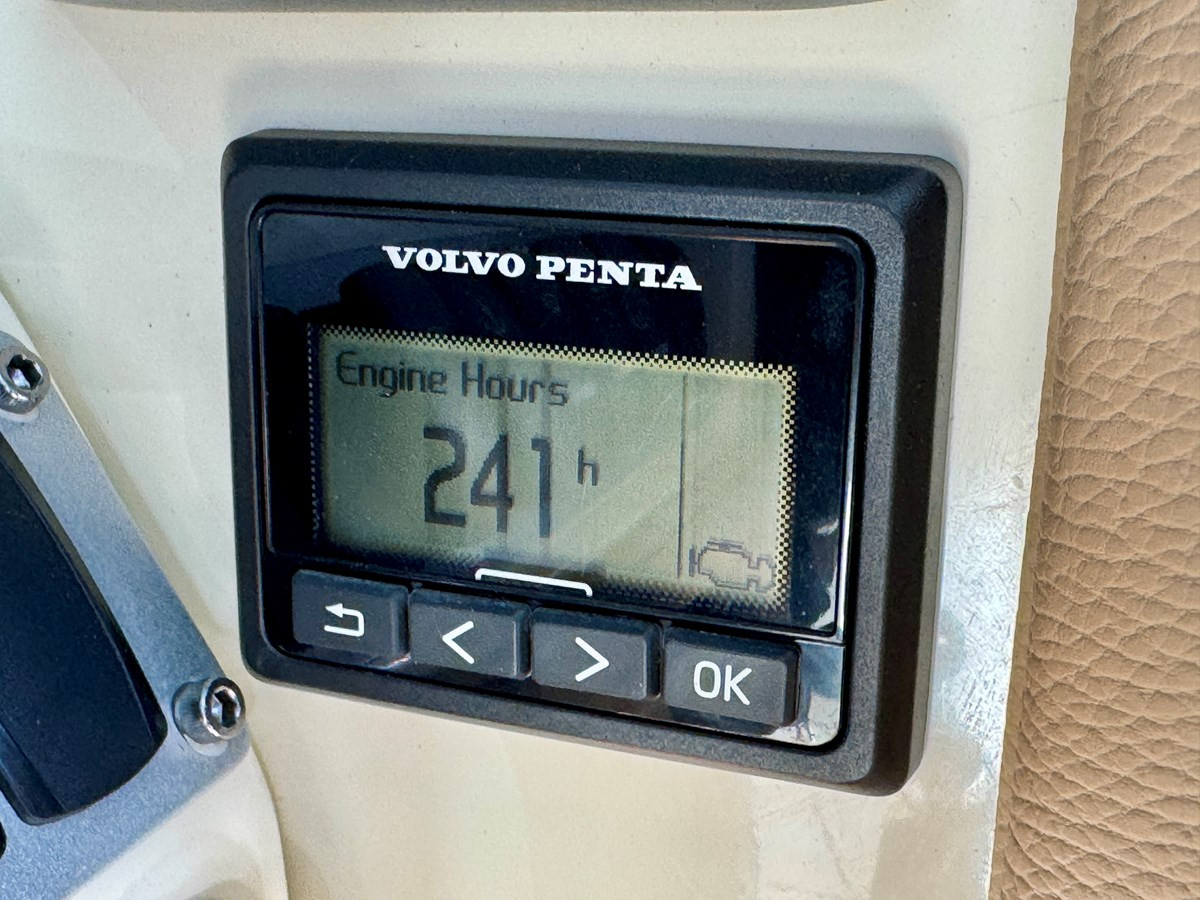 VOLVO PENTA
Engine Hours
241 h
< > OK